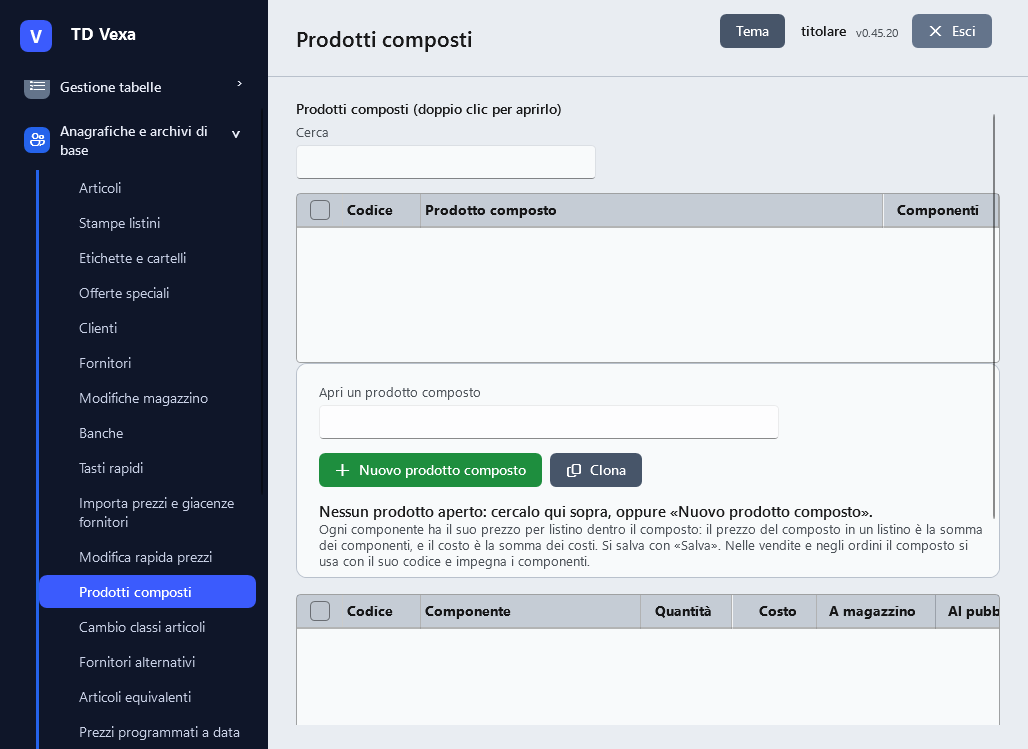 V
TD Vexa
Gestione tabelle
Anagrafiche e archivi di
base
Articoli
Stampe listini
Etichette e cartelli
Offerte speciali
Clienti
Fornitori
Modifiche magazzino
Banche
Tasti rapidi
Importa prezzi e giacenze
fornitori
Modifica rapida prezzi
Prodotti composti
Cambio classi articoli
Fornitori alternativi
Articoli equivalenti
Prezzi programmati a data
Prodotti composti
Tema
titolare
v0.45.20
Esci
Prodotti composti (doppio clic per aprirlo)
Cerca
Codice Prodotto composto Componenti
Apri un prodotto composto
Nuovo prodotto composto
Clona
Nessun prodotto aperto: cercalo qui sopra, oppure «Nuovo prodotto composto».
Ogni componente ha il suo prezzo per listino dentro il composto: il prezzo del composto in un listino è la somma
dei componenti, e il costo è la somma dei costi. Si salva con «Salva». Nelle vendite e negli ordini il composto si
usa con il suo codice e impegna i componenti.
Codice Componente Quantità Costo A magazzino Al pubb